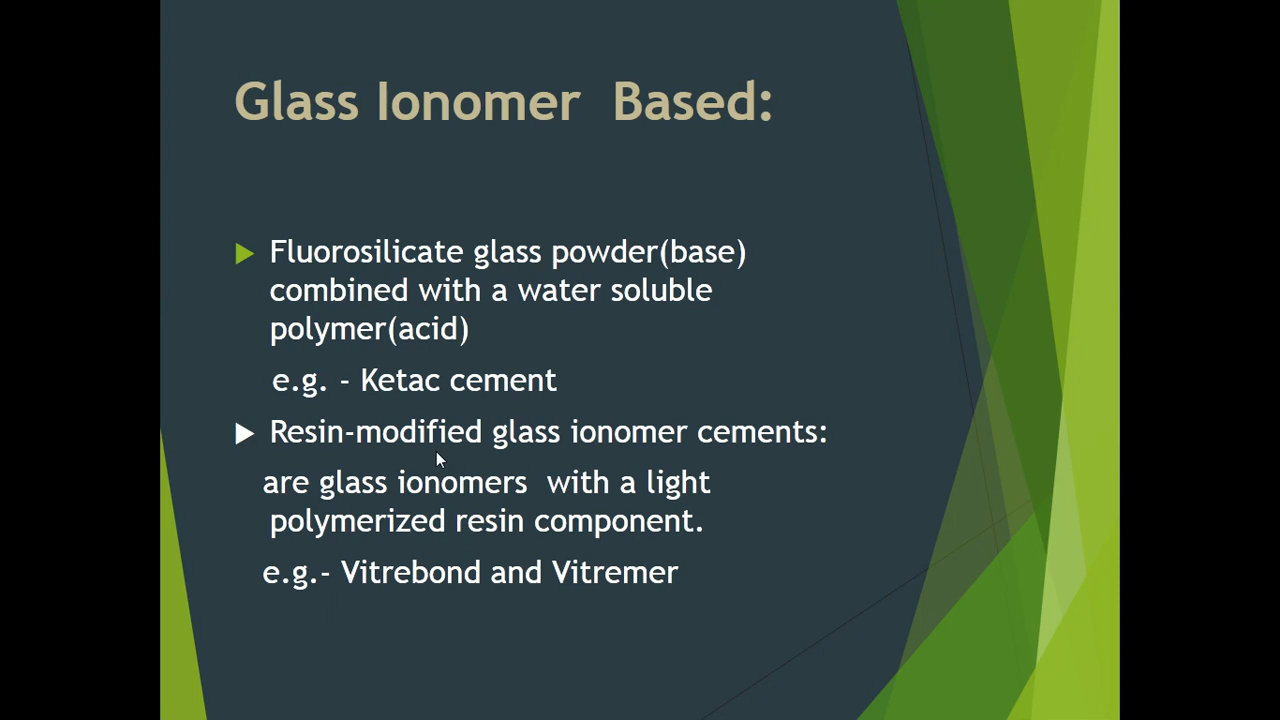 Glass Ionomer  Based:
Fluorosilicate glass powder(base)
combined with a water soluble
polymer(acid)
e.g. - Ketac cement
Resin-modified glass ionomer cements:
are glass ionomers  with a light
polymerized resin component.
e.g.- Vitrebond and Vitremer